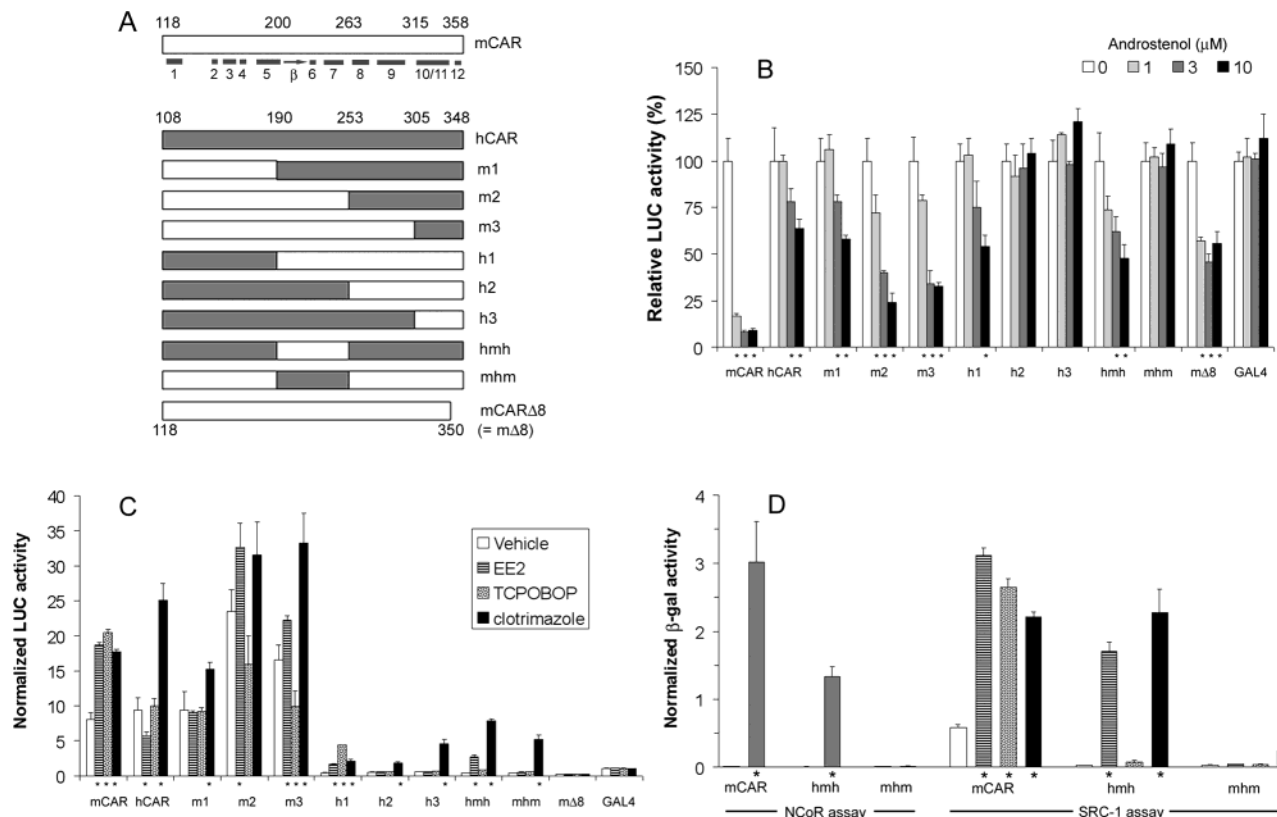 A
118 200 263 315 358
mCAR
1 2 3 4 5 β 6 7 8 9 10/11 12
108 190 253 305 348
hCAR
m1
m2
m3
h1
h2
h3
hmh
mhm
mCARΔ8
118 350 (= mΔ8)
B
Androstenol (μM)
0 1 3 10
Relative LUC activity (%)
150
125
100
75
50
25
0
* * * * * * * * * * * * * * * * * * *
mCAR hCAR m1 m2 m3 h1 h2 h3 hmh mhm mΔ8 GAL4
C
Normalized LUC activity
40
35
30
25
20
15
10
5
0
Vehicle
EE2
TCPOBOP
clotrimazole
* * * * * * * * * * * * * * * * * * *
mCAR hCAR m1 m2 m3 h1 h2 h3 hmh mhm mΔ8 GAL4
D
Normalized β-gal activity
4
3
2
1
0
* * * * * * *
mCAR hmh mhm mCAR hmh mhm
NCoR assay SRC-1 assay